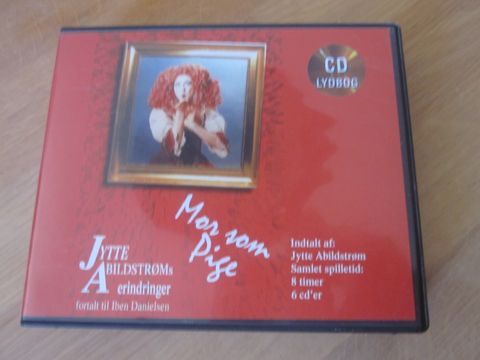 CD
LYDBOG
Mor som
Pige
JYTTE
ABILDSTRØMs
erindringer
fortalt til Iben Danielsen
Indtalt af:
Jytte Abildstrøm
Samlet spilletid:
8 timer
6 cd'er